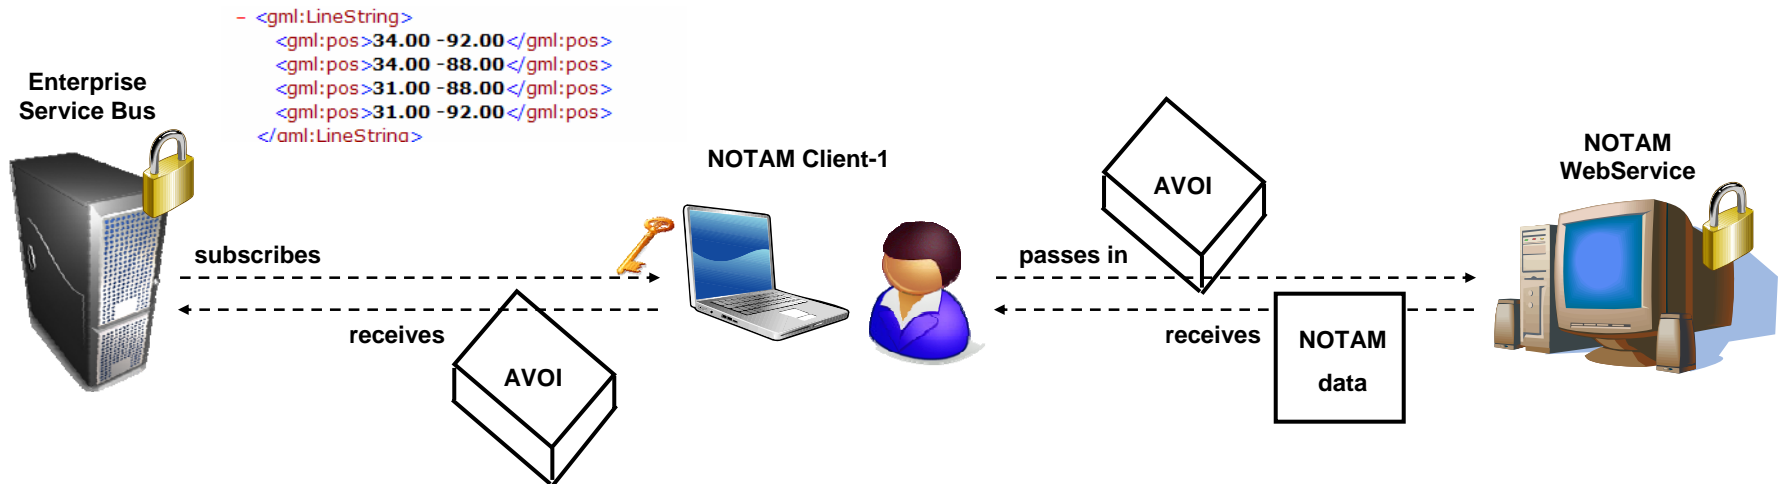 – <gml:LineString>
<gml:pos>34.00 -92.00</gml:pos>
<gml:pos>34.00 -88.00</gml:pos>
<gml:pos>31.00 -88.00</gml:pos>
<gml:pos>31.00 -92.00</gml:pos>
</gml:LineString>
Enterprise
Service Bus
NOTAM Client-1
NOTAM
WebService
AVOI
subscribes
passes in
receives
AVOI
receives
NOTAM
data